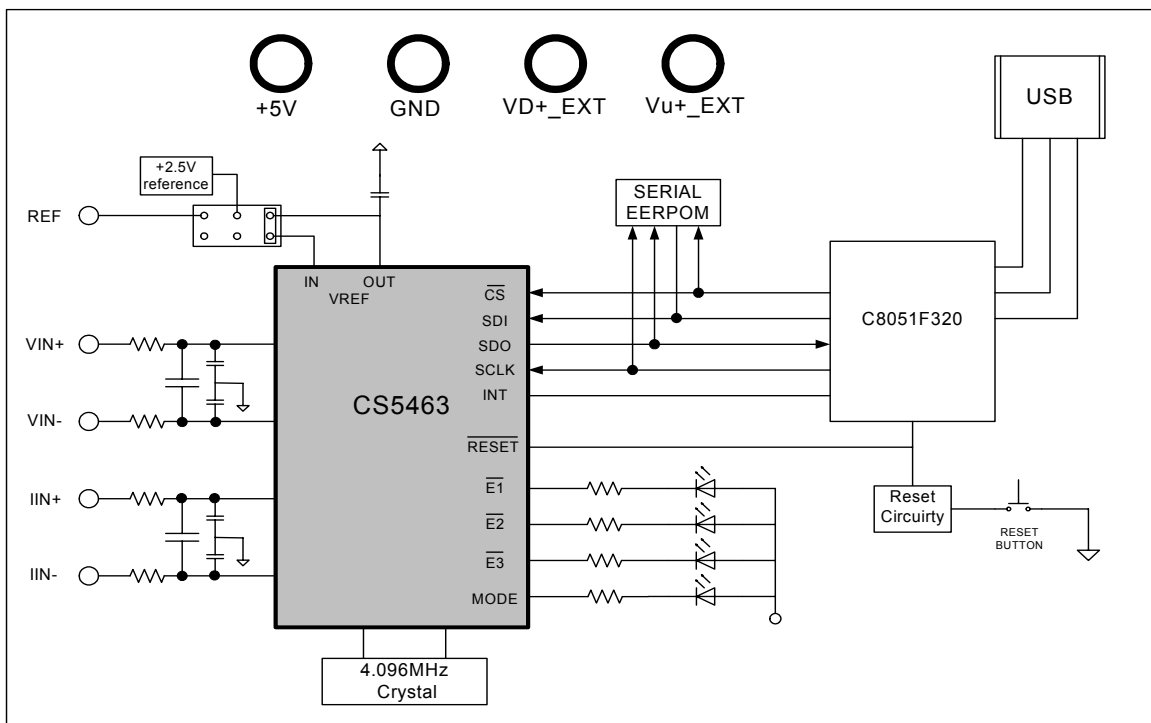 +5V
GND
VD+_EXT
Vu+_EXT
USB
+2.5V
reference
REF
SERIAL
EERPOM
IN
OUT
VREF
CS
SDI
SDO
SCLK
INT
RESET
E1
E2
E3
MODE
C8051F320
VIN+
VIN-
CS5463
IIN+
IIN-
Reset
Circuirty
RESET
BUTTON
4.096MHz
Crystal